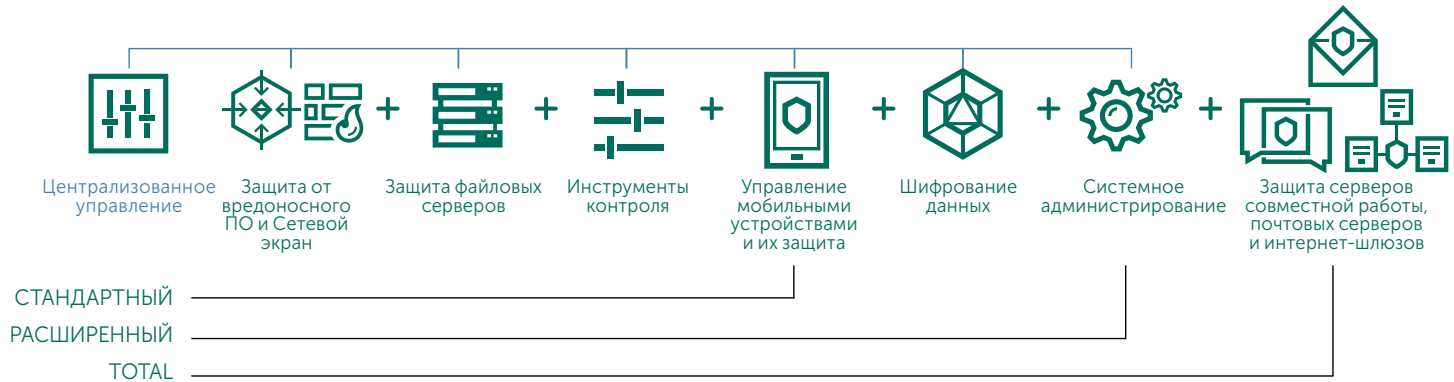 Централизованное
управление
Защита от
вредоносного
ПО и Сетевой
экран
Защита файловых
серверов
Инструменты
контроля
Управление
мобильными
устройствами
и их защита
Шифрование
данных
Системное
администрирование
Защита серверов
совместной работы,
почтовых серверов
и интернет-шлюзов
СТАНДАРТНЫЙ
РАСШИРЕННЫЙ
TOTAL